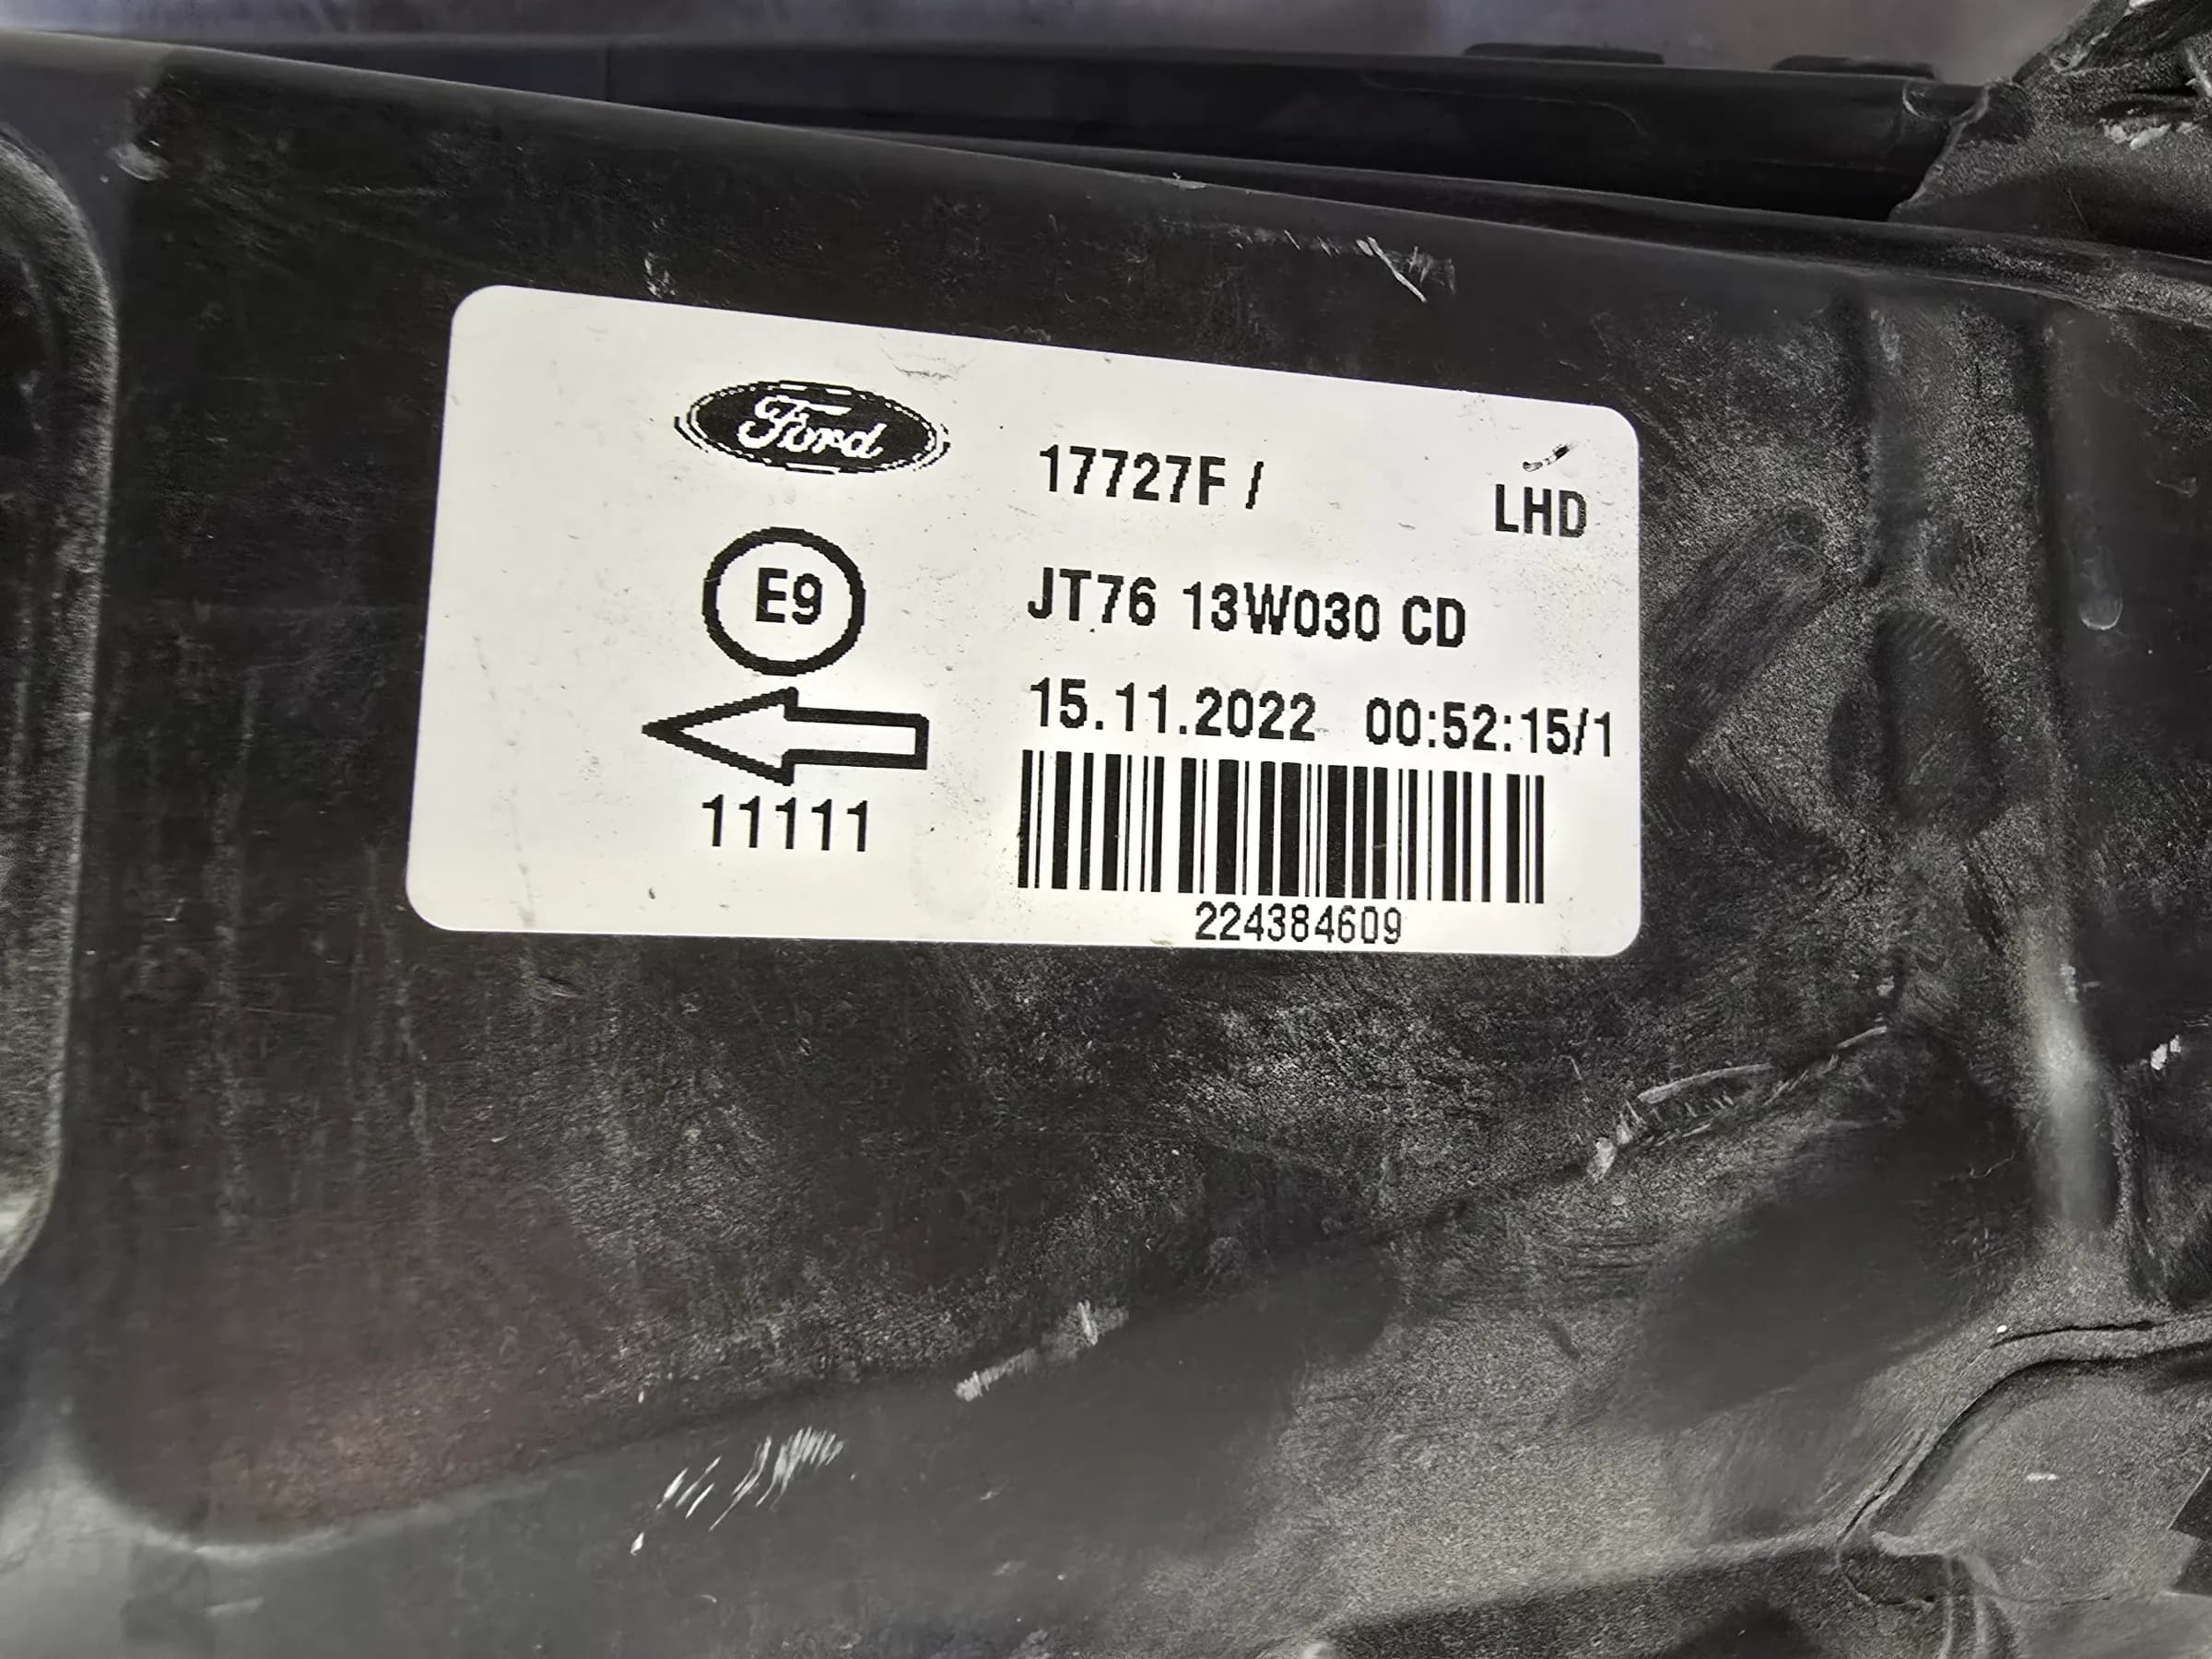 Ford
17727F /
LHD
E9
JT76 13W030 CD
15.11.2022 00:52:15/1
11111
224384609